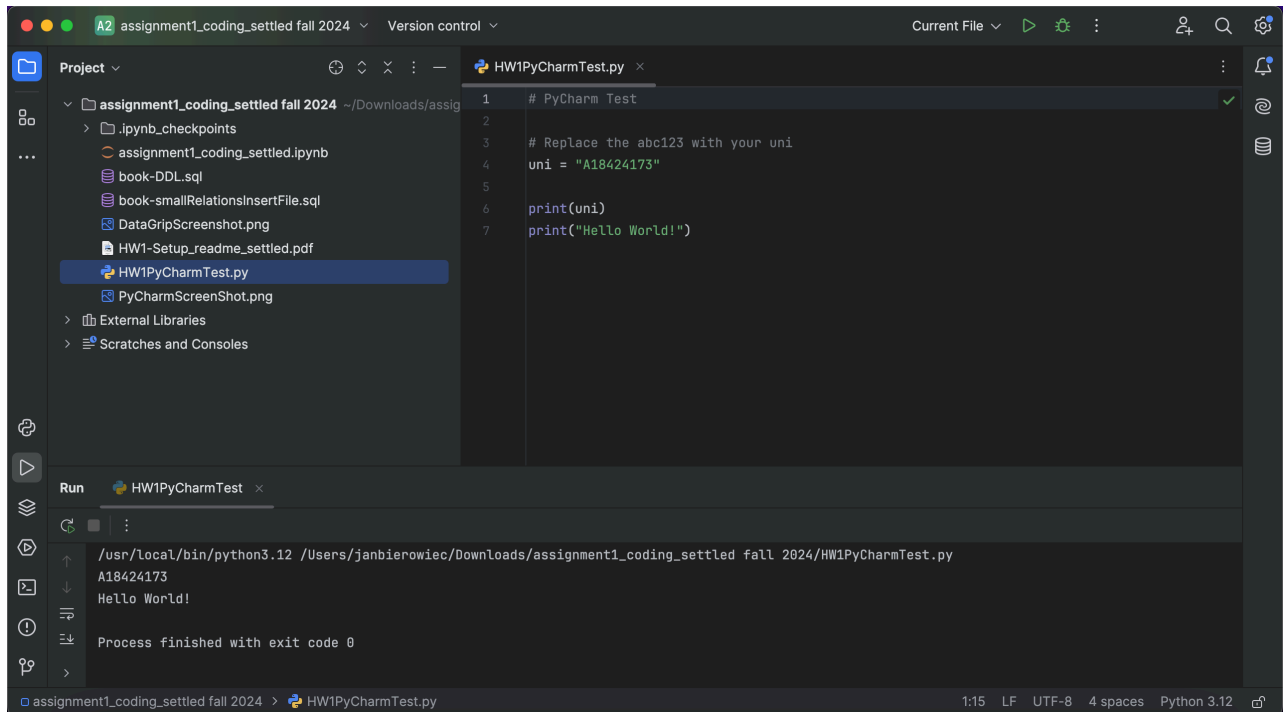 A2 assignment1_coding_settled fall 2024 Version control Current File
Project
assignment1_coding_settled fall 2024 ~/Downloads/assig
.ipynb_checkpoints
assignment1_coding_settled.ipynb
book-DDL.sql
book-smallRelationsInsertFile.sql
DataGripScreenshot.png
HW1-Setup_readme_settled.pdf
HW1PyCharmTest.py
PyCharmScreenShot.png
External Libraries
Scratches and Consoles
HW1PyCharmTest.py
1 # PyCharm Test
2
3 # Replace the abc123 with your uni
4 uni = "A18424173"
5
6 print(uni)
7 print("Hello World!")
Run HW1PyCharmTest
/usr/local/bin/python3.12 /Users/janbierowiec/Downloads/assignment1_coding_settled fall 2024/HW1PyCharmTest.py
A18424173
Hello World!
Process finished with exit code 0
assignment1_coding_settled fall 2024 > HW1PyCharmTest.py 1:15 LF UTF-8 4 spaces Python 3.12